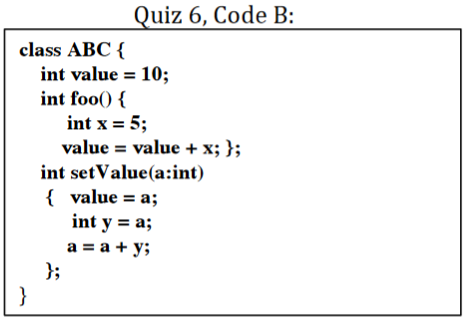 Quiz 6, Code B:
class ABC {
int value = 10;
int foo() {
int x = 5;
value = value + x; };
int setValue(a:int)
{ value = a;
int y = a;
a = a + y;
};
}